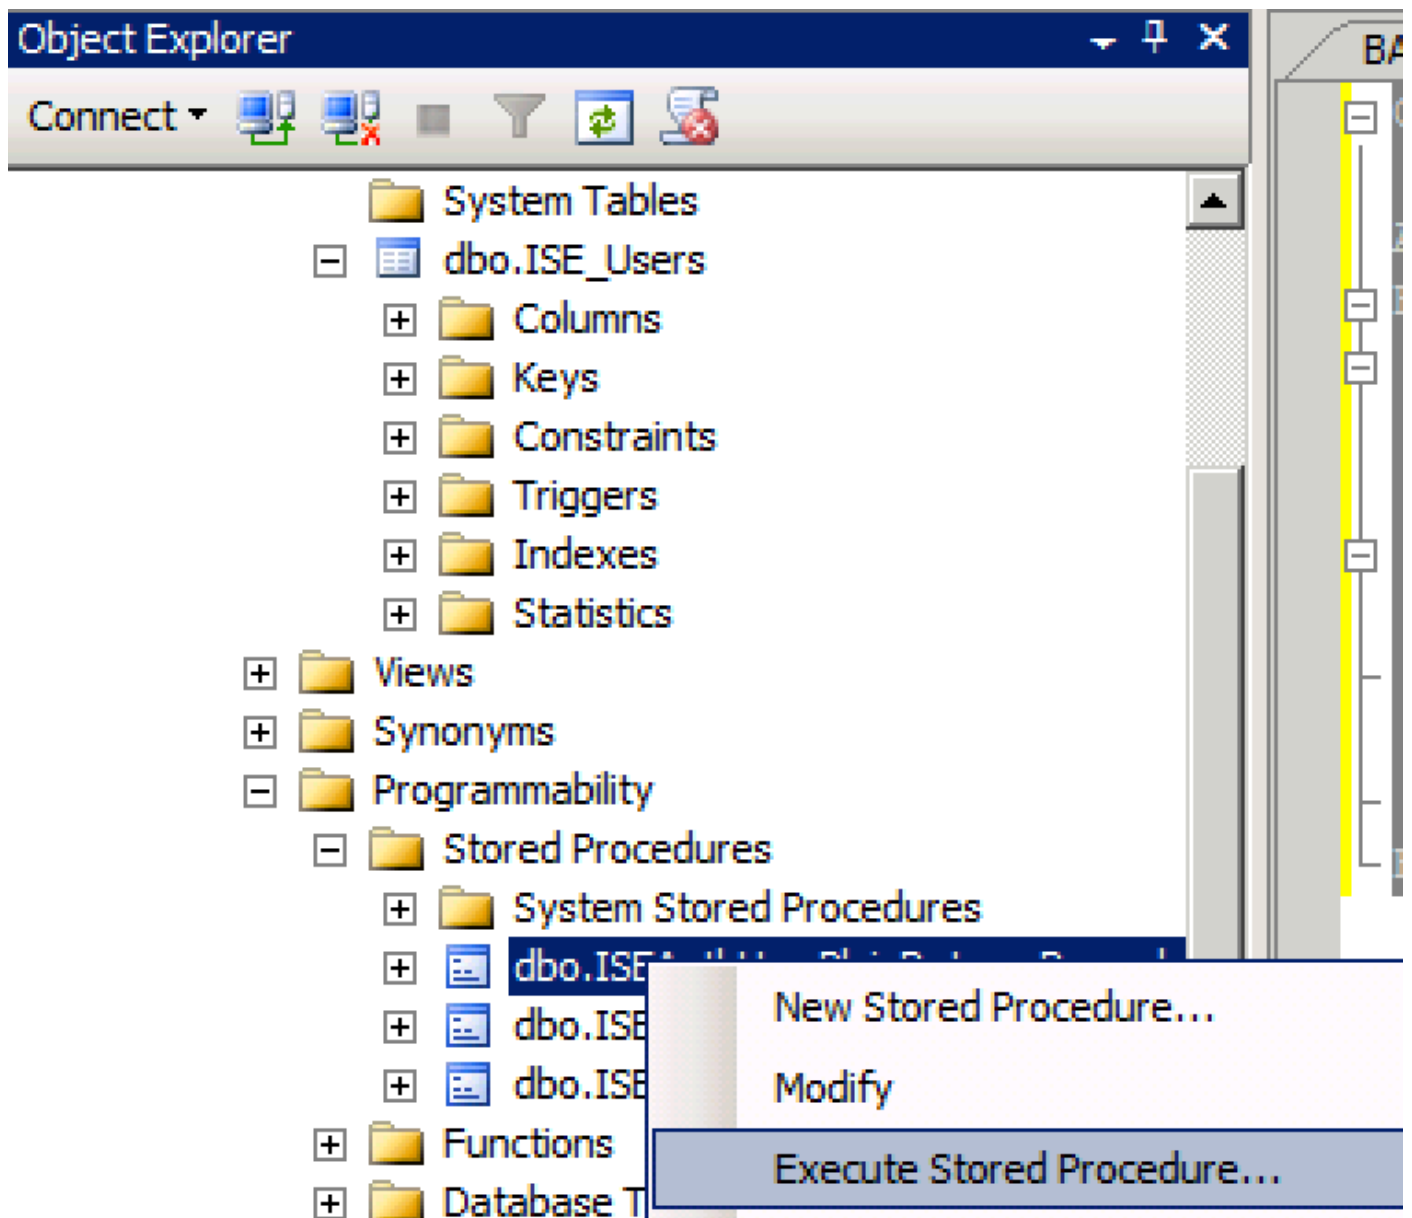 Object Explorer
BA
Connect
System Tables
dbo.ISE_Users
Columns
Keys
Constraints
Triggers
Indexes
Statistics
Views
Synonyms
Programmability
Stored Procedures
System Stored Procedures
dbo.ISE
New Stored Procedure...
dbo.ISE
Modify
dbo.ISE
Functions
Execute Stored Procedure...
Database T